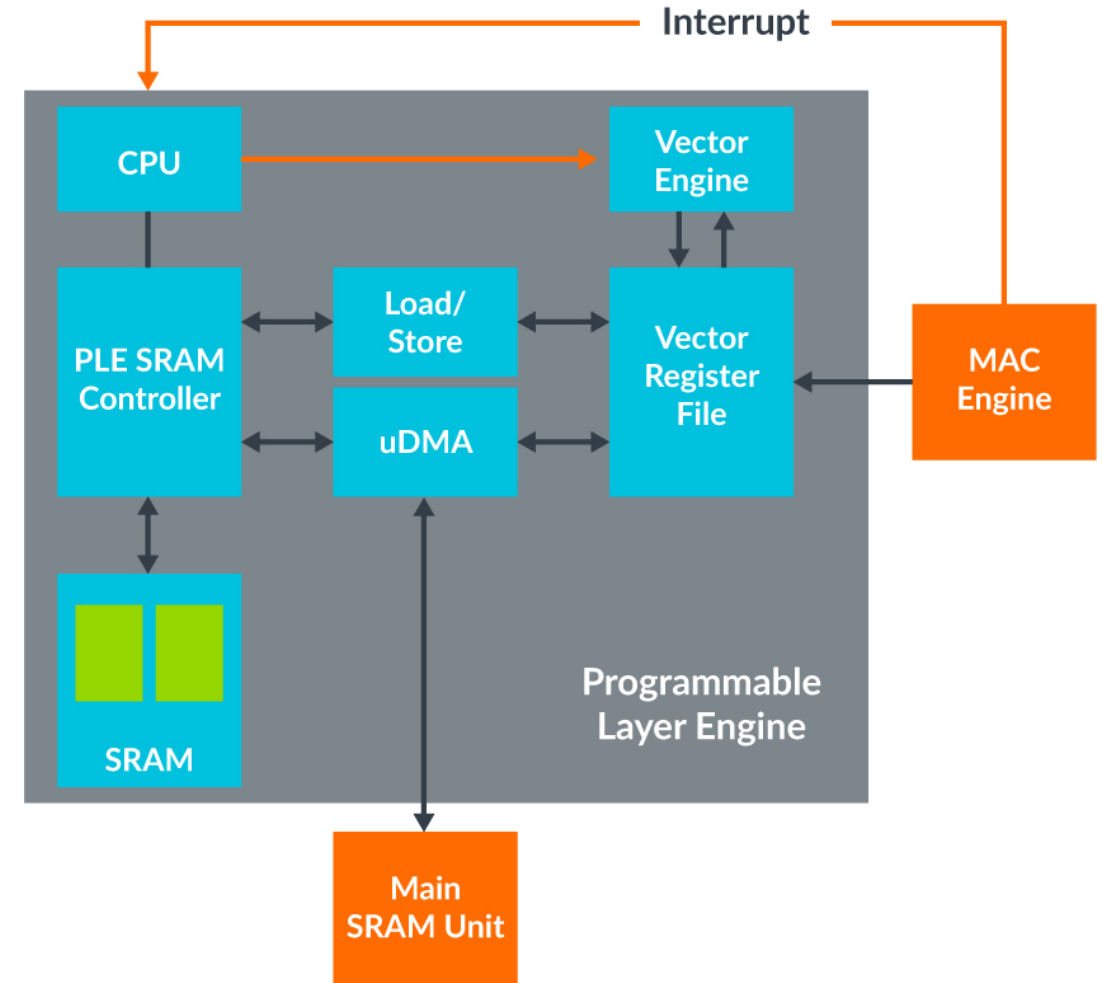 Interrupt
CPU
Vector
Engine
PLE SRAM
Controller
Load/
Store
Vector
Register
File
MAC
Engine
uDMA
SRAM
Programmable
Layer Engine
Main
SRAM Unit